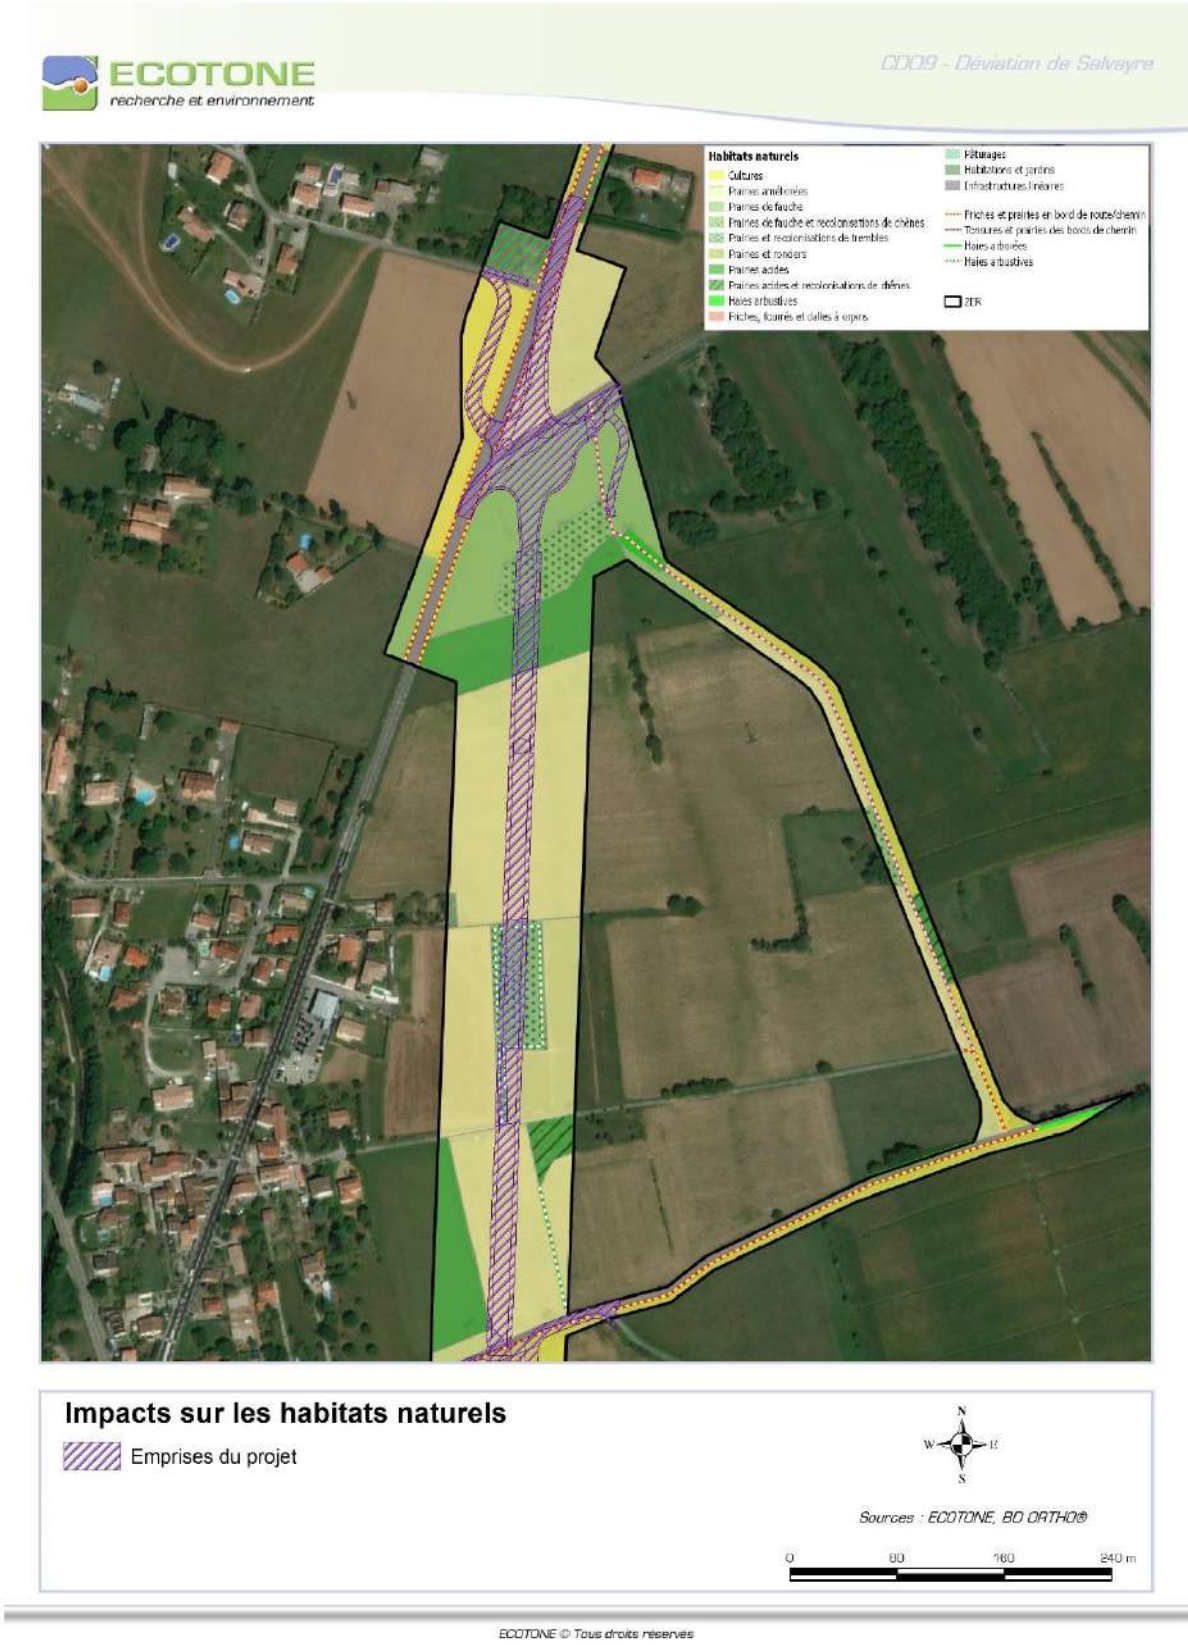 ECOTONE
recherche et environnement
CD09 - Déviation de Salvayre
Habitats naturels
Cultures
Prairies améliorées
Prairies de fauche
Prairies de fauche et recolonisations de chênes
Prairies et recolonisations de trembles
Prairies et ronciers
Prairies acides
Prairies acides et recolonisations de chênes
Haies arbustives
Friches, fourrés et dalles à orpins
Pâturages
Habitations et jardins
Infrastructures linéaires
Friches et prairies en bord de route/chemin
Tonsures et prairies des bords de chemin
Haies arborées
Haies arbustives
ZER
Impacts sur les habitats naturels
Emprises du projet
N
W E
S
Sources : ECOTONE, BD ORTHO®
0 80 160 240 m
ECOTONE © Tous droits réservés